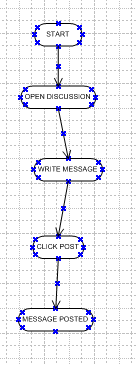 START
OPEN DISCUSSION
WRITE MESSAGE
CLICK POST
MESSAGE POSTED